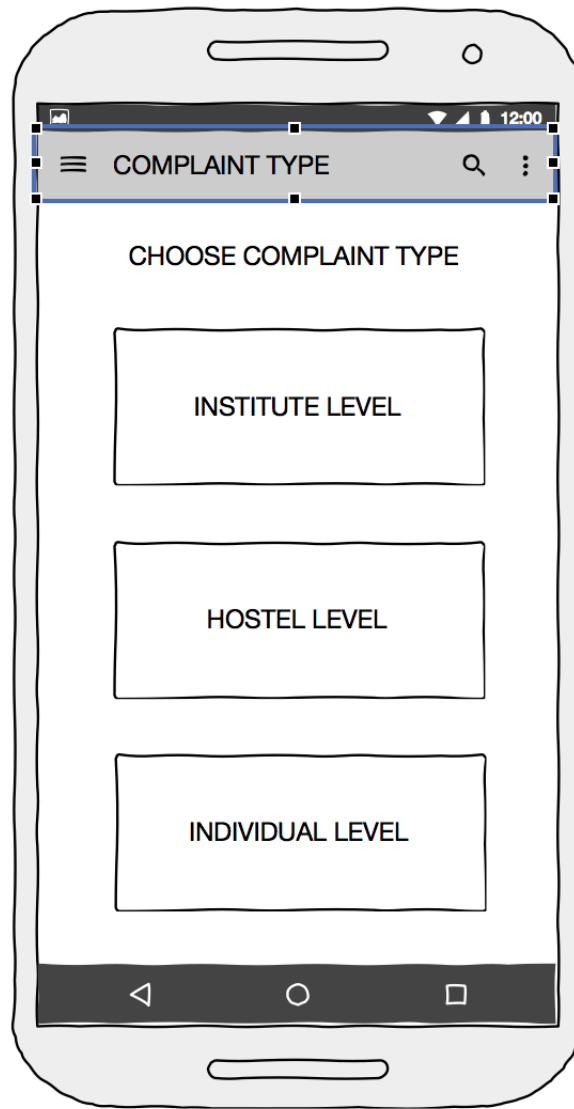 12:00
COMPLAINT TYPE
CHOOSE COMPLAINT TYPE
INSTITUTE LEVEL
HOSTEL LEVEL
INDIVIDUAL LEVEL